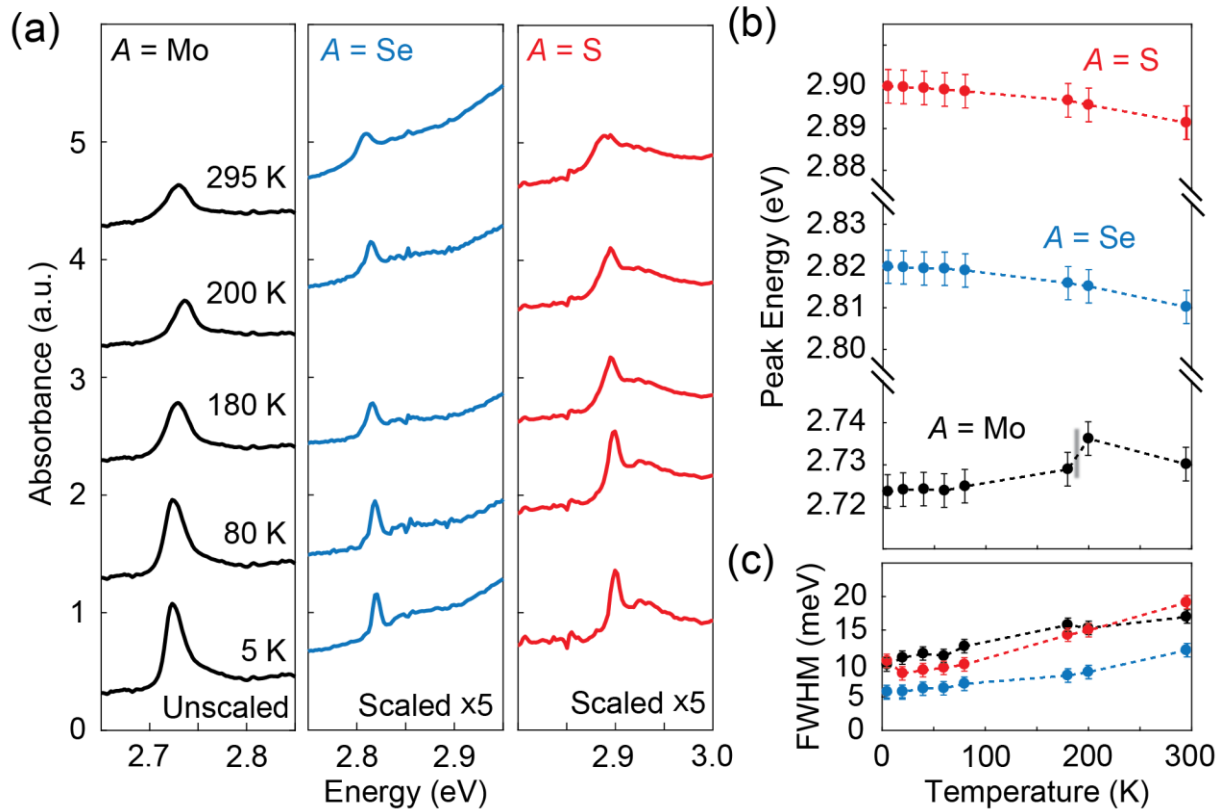 (a)
A = Mo
A = Se
A = S
Absorbance (a.u.)
5
4
3
2
1
0
295 K
200 K
180 K
80 K
5 K
Unscaled
Scaled x5
Scaled x5
2.7
2.8
2.8
2.9
2.9
3.0
Energy (eV)
(b)
Peak Energy (eV)
2.90
2.89
2.88
2.83
2.82
2.81
2.80
2.74
2.73
2.72
A = S
A = Se
A = Mo
(c)
FWHM (meV)
20
15
10
5
0
0
100
200
300
Temperature (K)